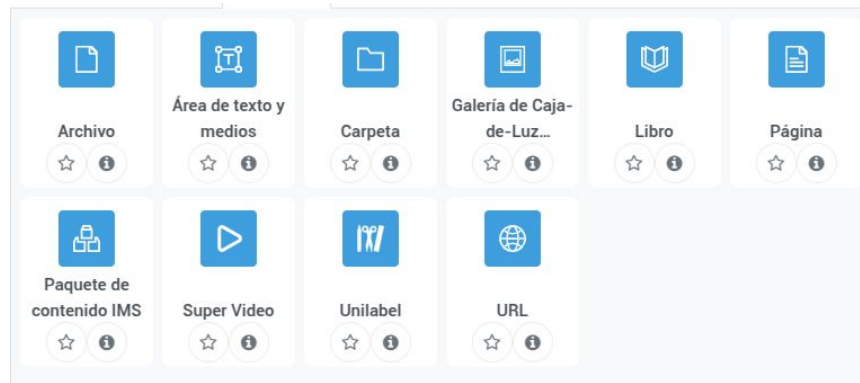 Archivo
Área de texto y
medios
Carpeta
Galería de Caja-
de-Luz...
Libro
Página
Paquete de
contenido IMS
Super Video
Unilabel
URL